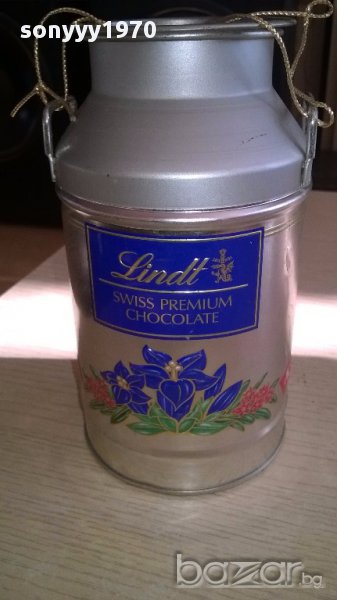 sonyyy1970
Lindt
SWISS PREMIUM
CHOCOLATE
bazar.bg